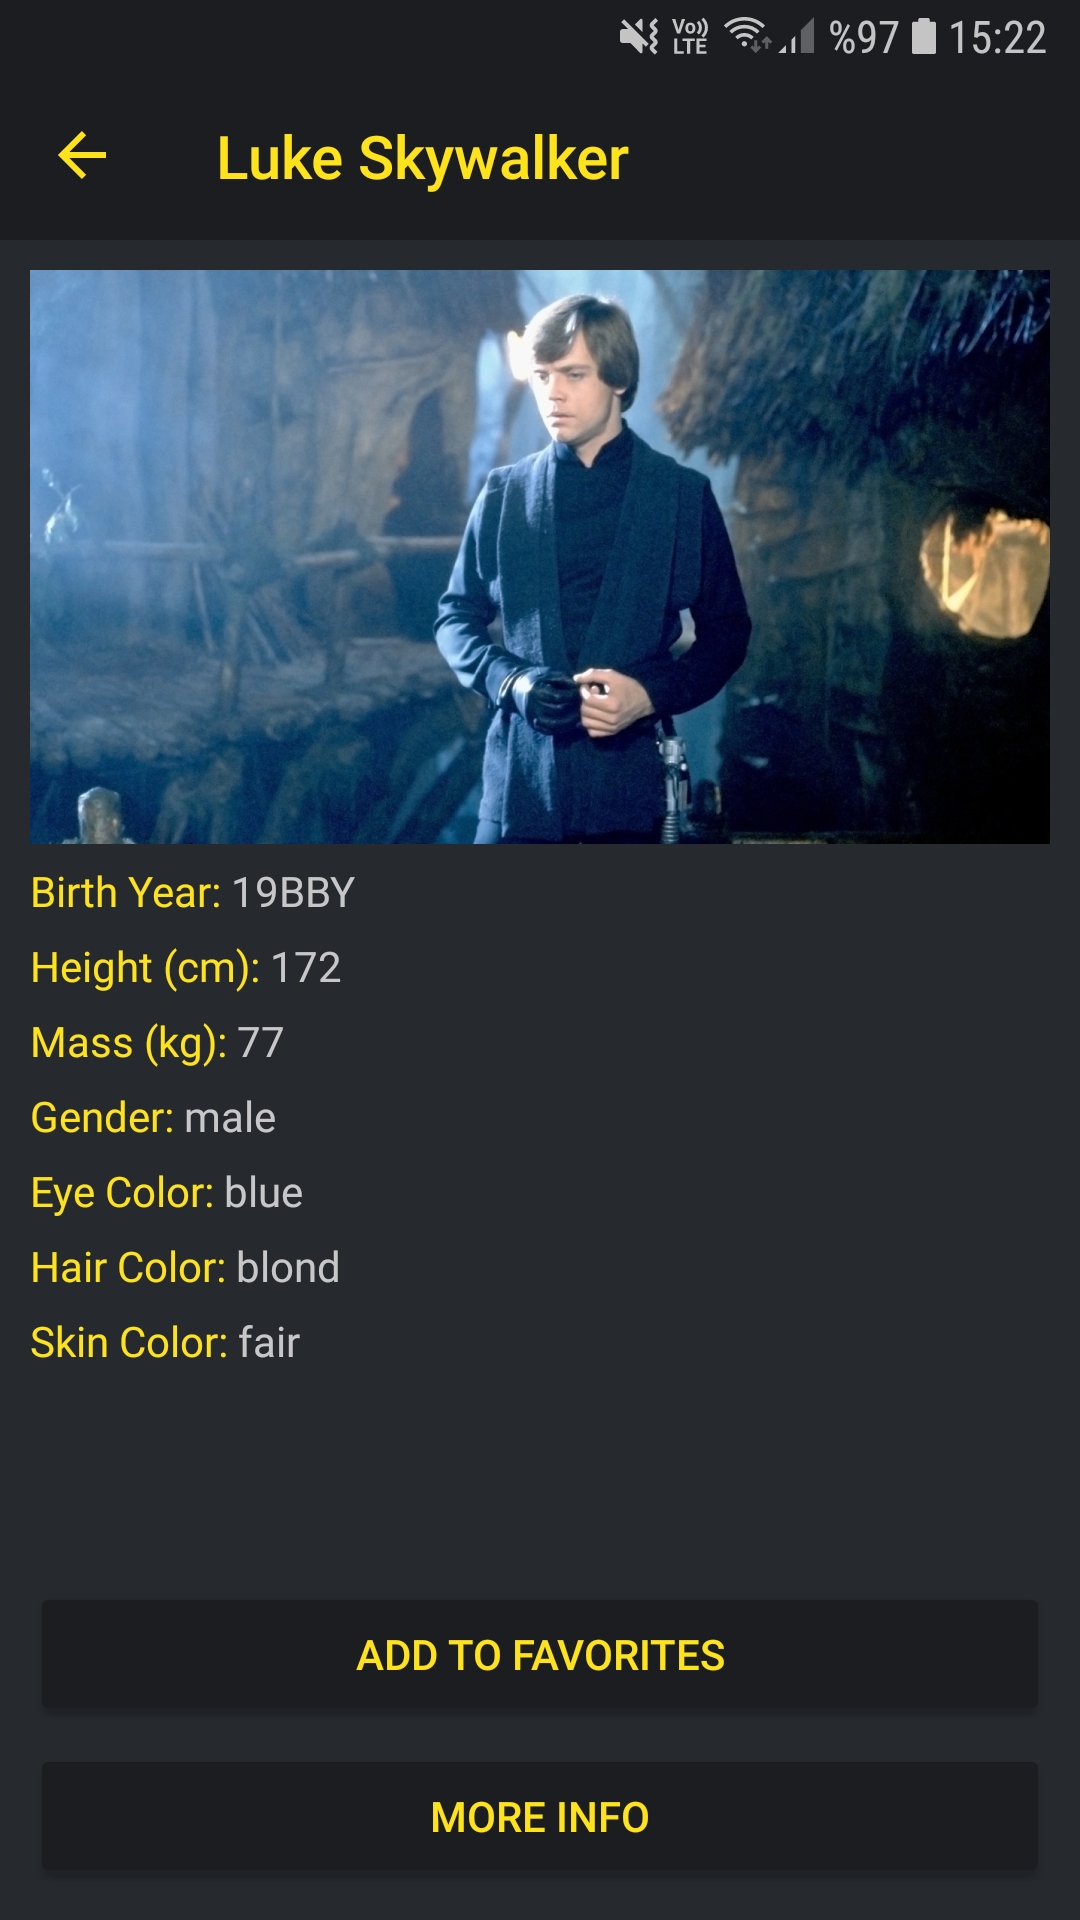 Vo)) LTE %97 15:22
Luke Skywalker
Birth Year: 19BBY
Height (cm): 172
Mass (kg): 77
Gender: male
Eye Color: blue
Hair Color: blond
Skin Color: fair
ADD TO FAVORITES
MORE INFO